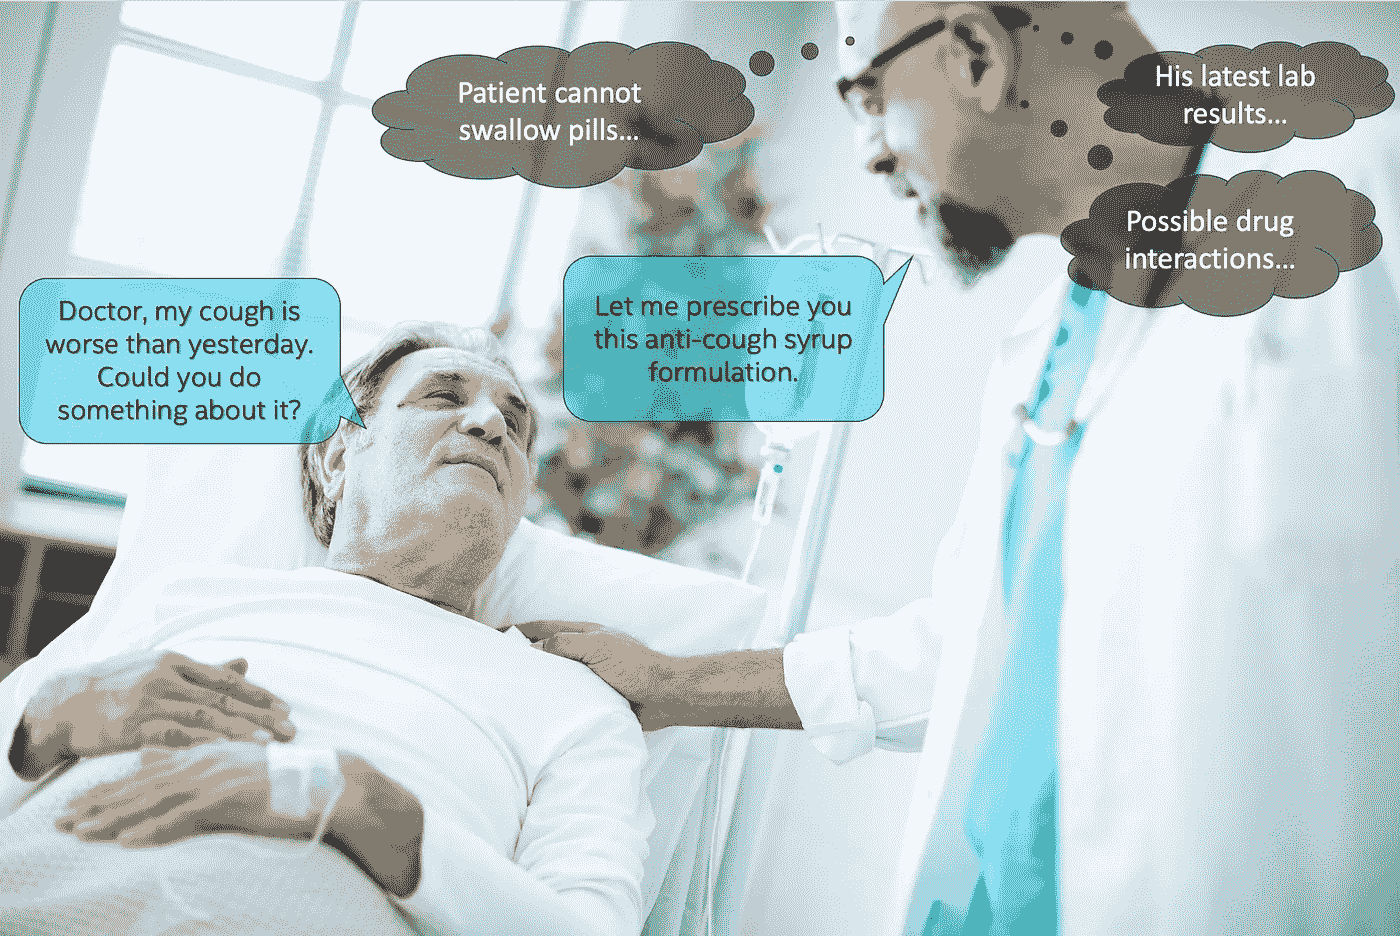 Patient cannot
swallow pills...
His latest lab
results...
Possible drug
interactions...
Doctor, my cough is
worse than yesterday.
Could you do
something about it?
Let me prescribe you
this anti-cough syrup
formulation.